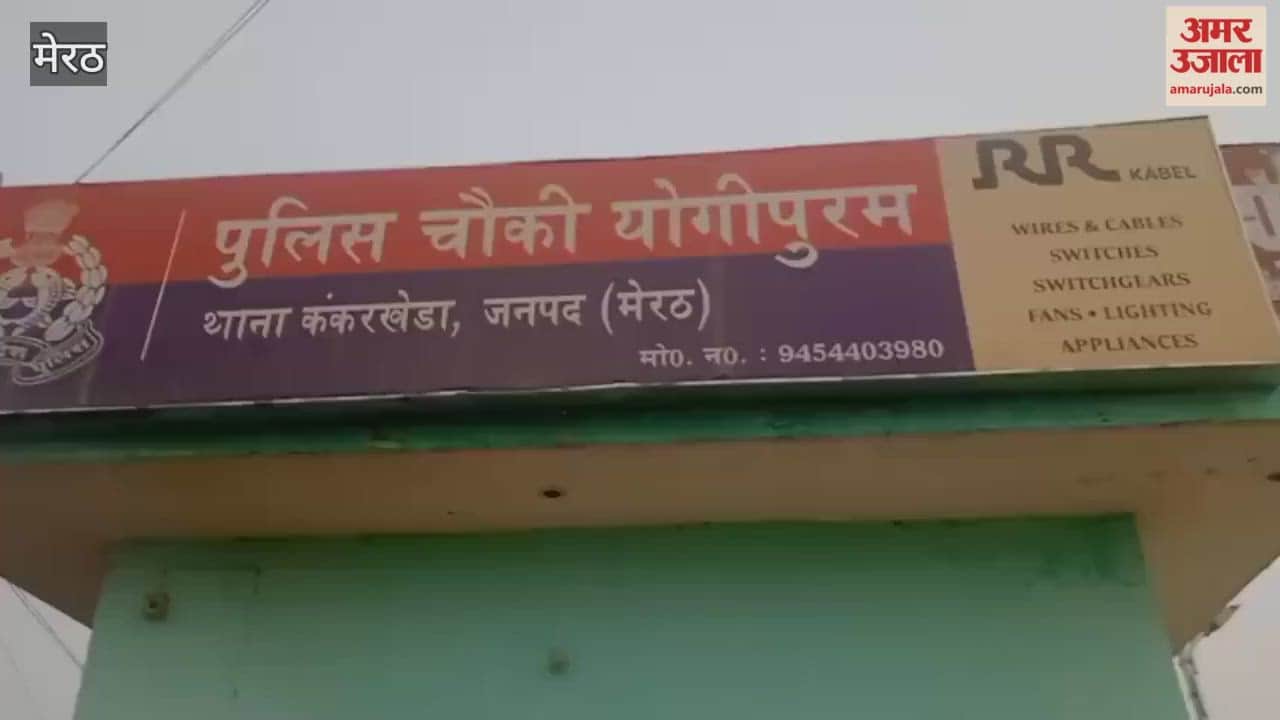 मेरठ
अमर
उजाला
amarujala.com
पुलिस चौकी योगीपुरम
थाना कंकरखेडा, जनपद (मेरठ)
मो0. न0. : 9454403980
RR KABEL
WIRES & CABLES
SWITCHES
SWITCHGEARS
FANS • LIGHTING
APPLIANCES